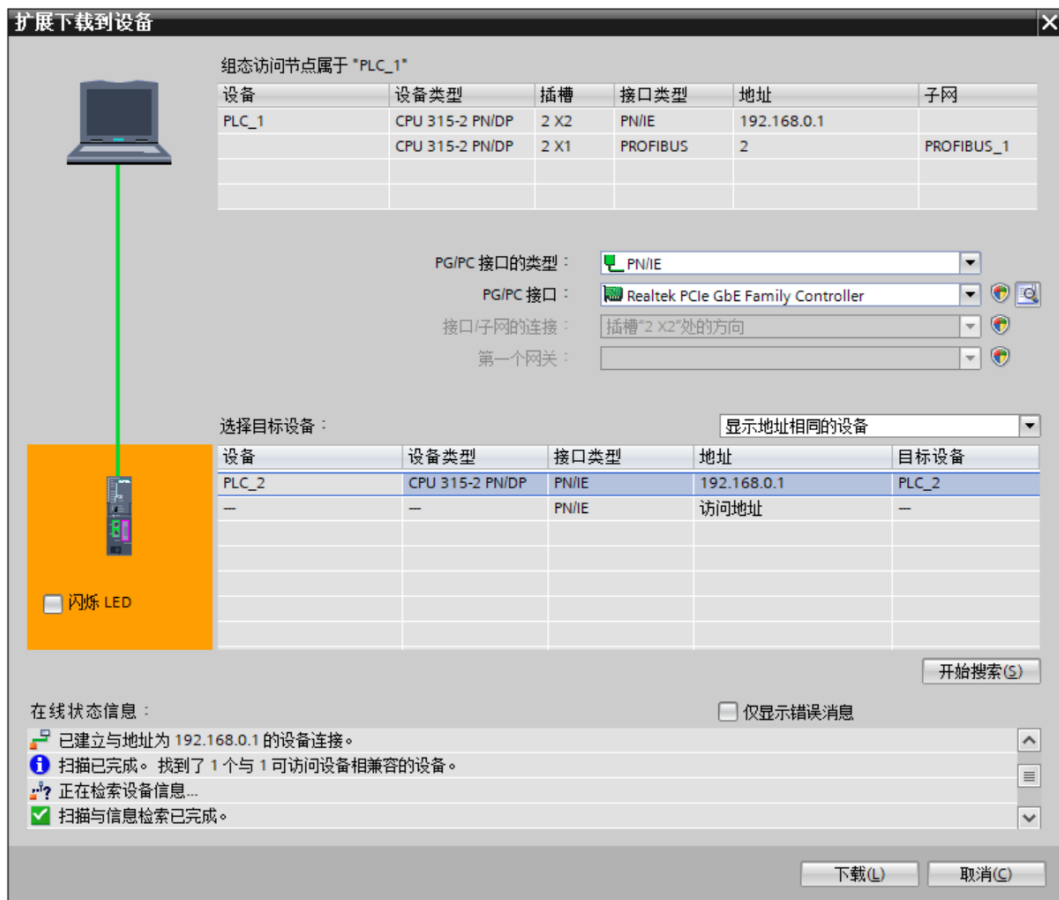 扩展下载到设备
组态访问节点属于 "PLC_1"
设备 设备类型 插槽 接口类型 地址 子网
PLC_1 CPU 315-2 PN/DP 2 X2 PN/IE 192.168.0.1
CPU 315-2 PN/DP 2 X1 PROFIBUS 2 PROFIBUS_1
PG/PC 接口的类型： PN/IE
PG/PC 接口： Realtek PCIe GbE Family Controller
接口/子网的连接： 插槽"2 X2"处的方向
第一个网关：
选择目标设备： 显示地址相同的设备
设备 设备类型 接口类型 地址 目标设备
PLC_2 CPU 315-2 PN/DP PN/IE 192.168.0.1 PLC_2
— — PN/IE 访问地址 —
闪烁 LED
开始搜索(S)
在线状态信息： 仅显示错误消息
已建立与地址为 192.168.0.1 的设备连接。
扫描已完成。 找到了 1 个与 1 可访问设备相兼容的设备。
正在检索设备信息...
扫描与信息检索已完成。
下载(L) 取消(C)